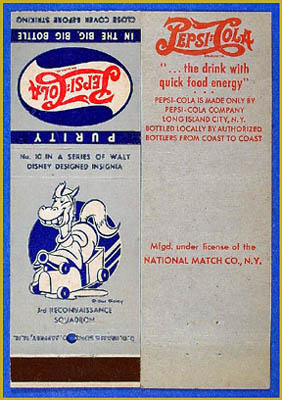 CLOSE COVER BEFORE STRIKING
IN THE BIG, BIG BOTTLE
PEPSI-COLA
PURITY
No. 10 IN A SERIES OF WALT
DISNEY DESIGNED INSIGNIA
© Walt Disney
3rd RECONNAISSANCE
SQUADRON
PEPSI-COLA
"... the drink with
quick food energy"
PEPSI-COLA IS MADE ONLY BY
PEPSI-COLA COMPANY
LONG ISLAND CITY, N.Y.
BOTTLED LOCALLY BY AUTHORIZED
BOTTLERS FROM COAST TO COAST
Mfgd. under license of the
NATIONAL MATCH CO., N.Y.